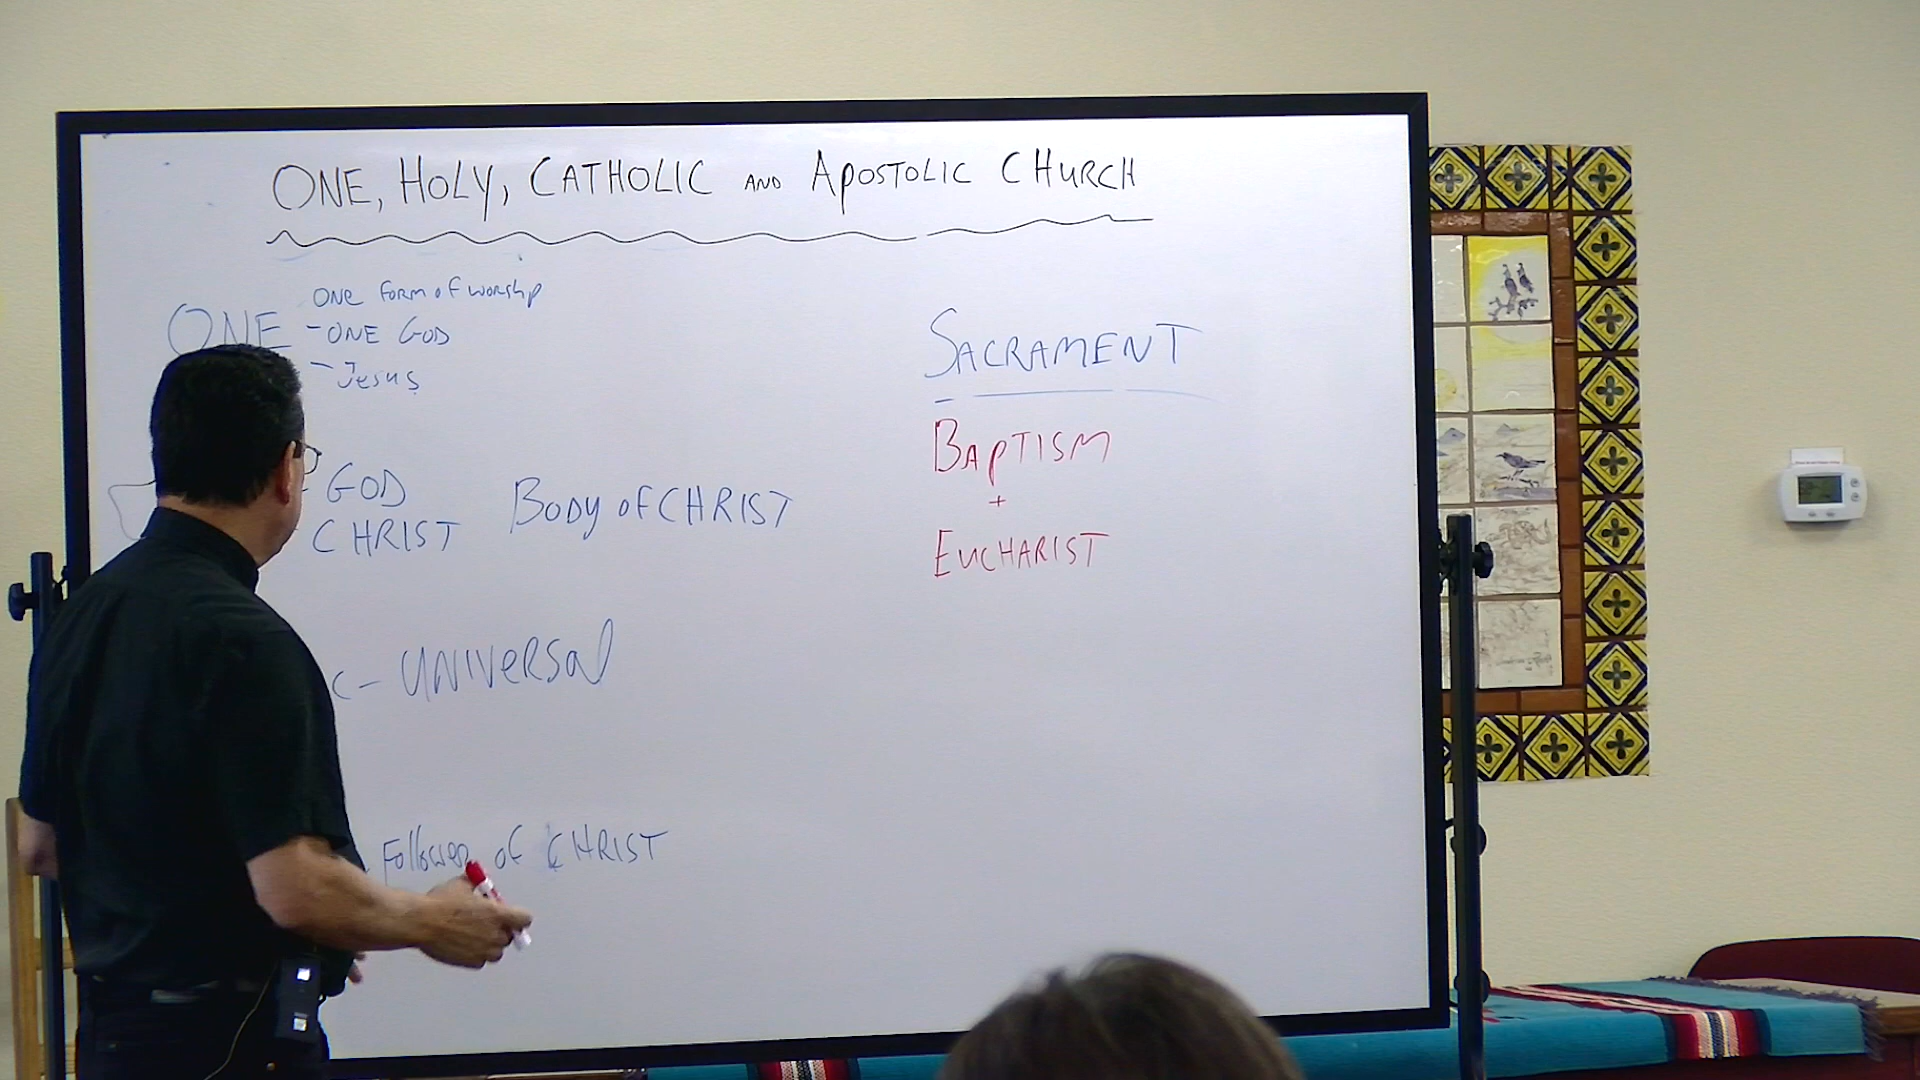 ONE, HOLY, CATHOLIC AND APOSTOLIC CHURCH
ONE
ONE form of worship
- ONE GOD
- Jesus
GOD
CHRIST
Body of CHRIST
c - UNIVERSAL
Follower of CHRIST
SACRAMENT
BAPTISM
+
EUCHARIST